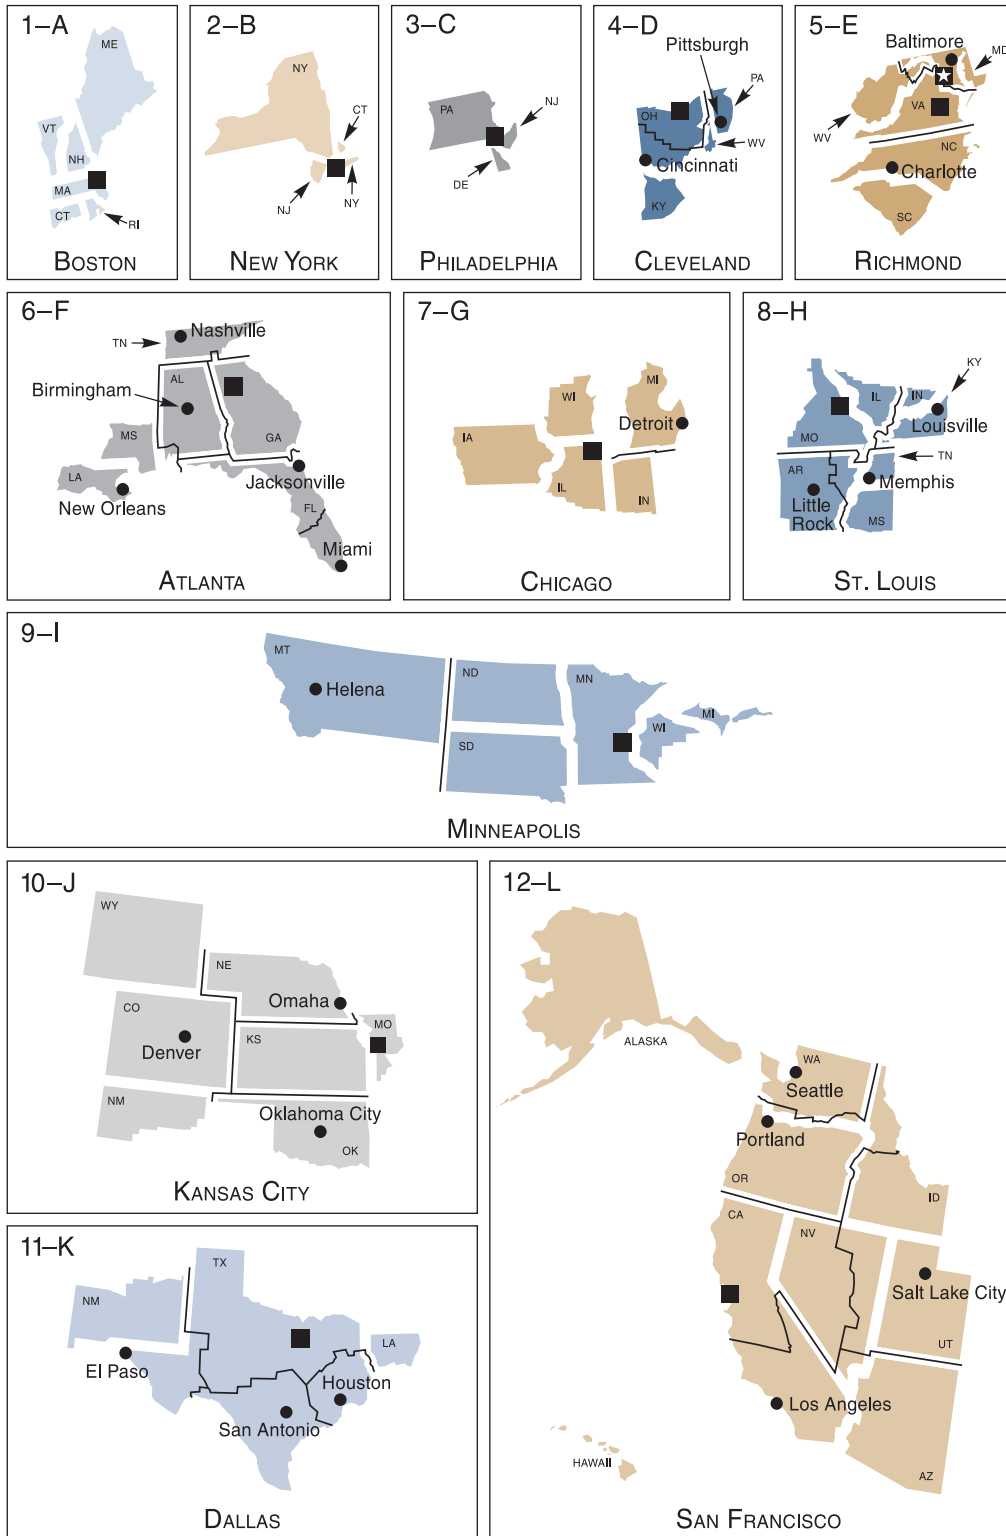 1–A
ME
VT
NH
MA
CT
RI
BOSTON
2–B
NY
CT
NJ
NY
NEW YORK
3–C
PA
NJ
DE
PHILADELPHIA
4–D
Pittsburgh
PA
OH
WV
Cincinnati
KY
CLEVELAND
5–E
Baltimore
MD
VA
WV
NC
Charlotte
SC
RICHMOND
6–F
Nashville
TN
AL
Birmingham
MS
GA
LA
Jacksonville
New Orleans
FL
Miami
ATLANTA
7–G
MI
WI
Detroit
IA
IL
IN
CHICAGO
8–H
KY
IL
IN
Louisville
MO
TN
AR
Memphis
Little
Rock
MS
ST. LOUIS
9–I
MT
ND
MN
Helena
MI
WI
SD
MINNEAPOLIS
10–J
WY
NE
Omaha
CO
MO
KS
Denver
NM
Oklahoma City
OK
KANSAS CITY
11–K
TX
NM
LA
El Paso
Houston
San Antonio
DALLAS
12–L
ALASKA
WA
Seattle
Portland
OR
ID
CA
NV
Salt Lake City
UT
Los Angeles
HAWAII
AZ
SAN FRANCISCO